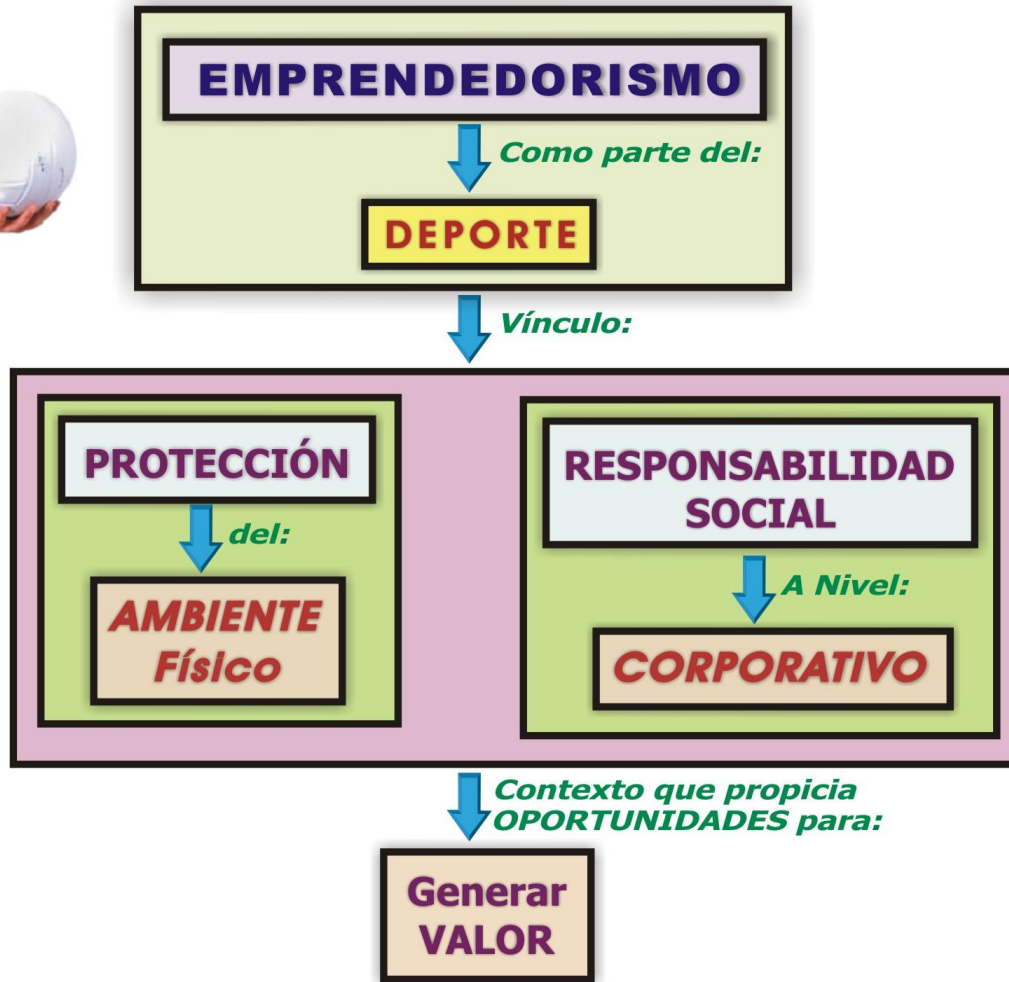 EMPRENDEDORISMO
Como parte del:
DEPORTE
Vínculo:
PROTECCIÓN
del:
AMBIENTE
Físico
RESPONSABILIDAD
SOCIAL
A Nivel:
CORPORATIVO
Contexto que propicia
OPORTUNIDADES para:
Generar
VALOR